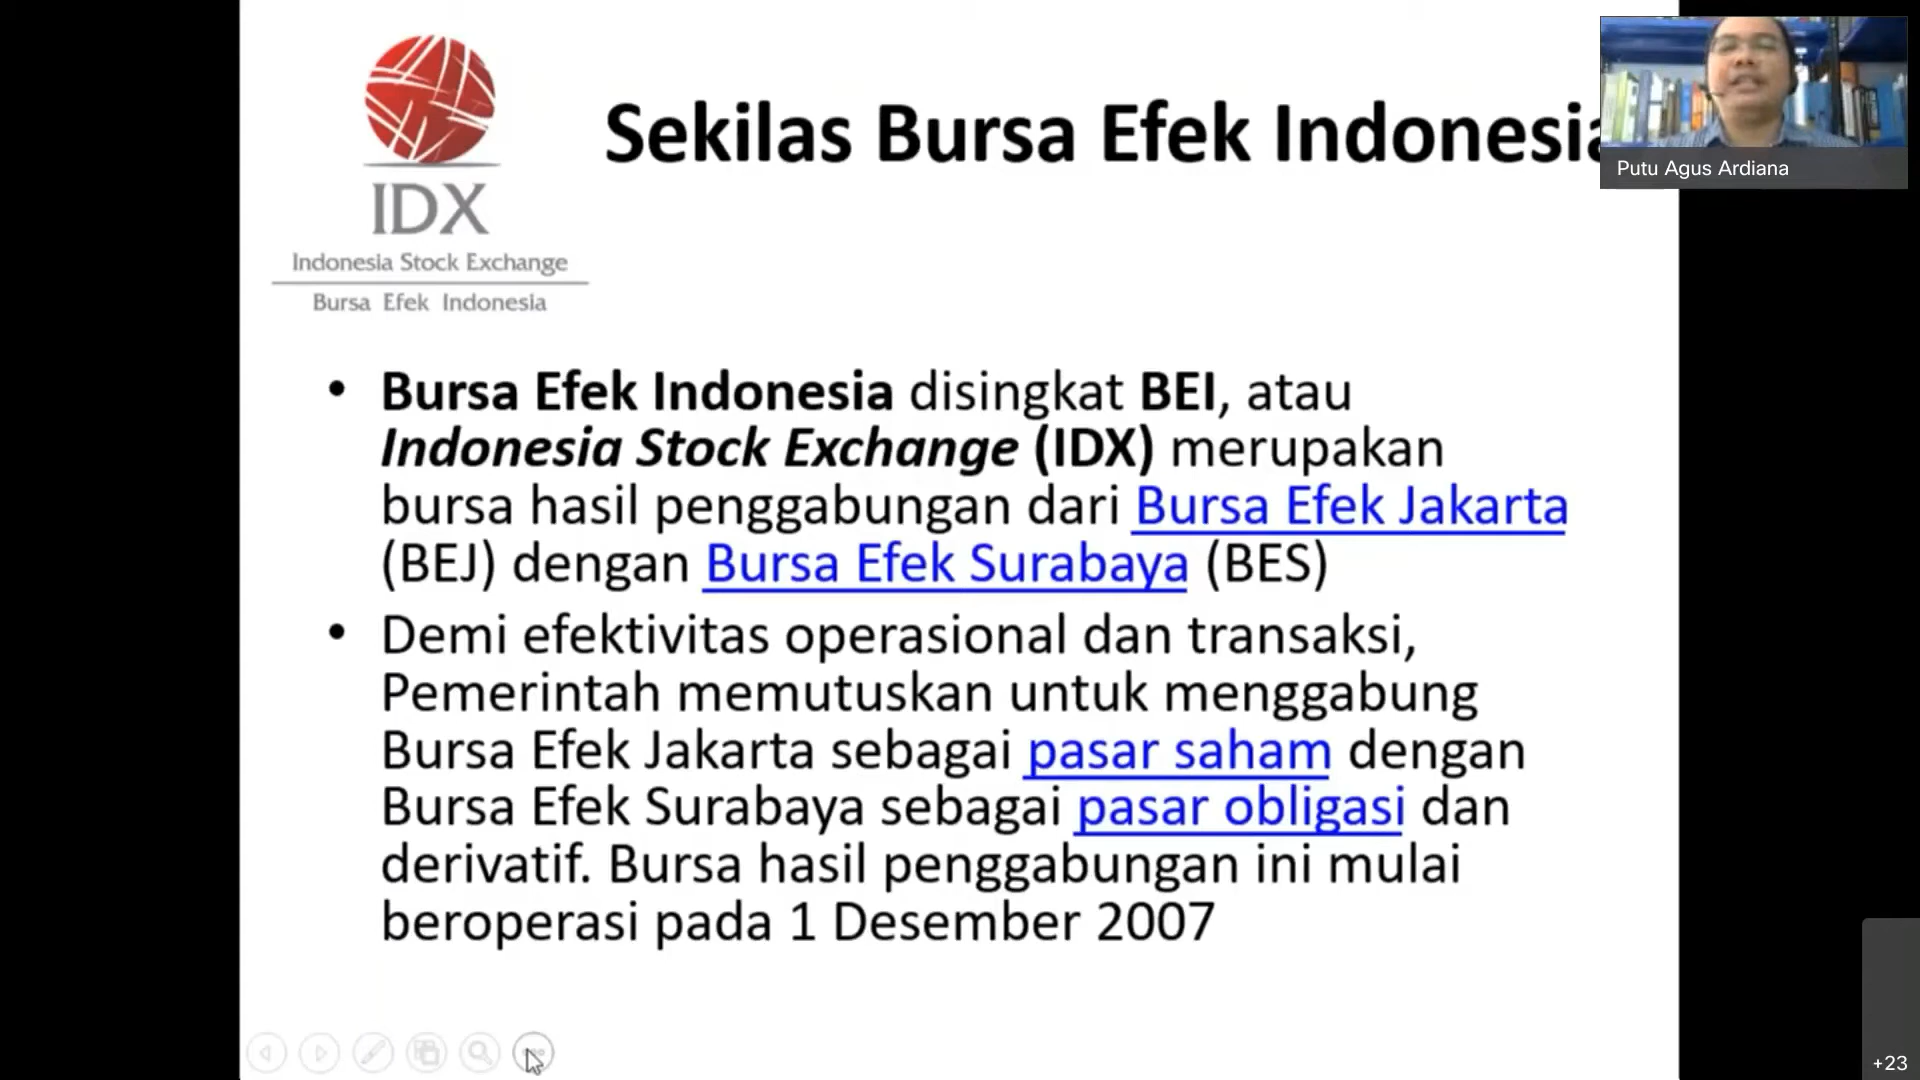 IDX
Indonesia Stock Exchange
Bursa Efek Indonesia
Sekilas Bursa Efek Indonesia
Putu Agus Ardiana
• Bursa Efek Indonesia disingkat BEI, atau
Indonesia Stock Exchange (IDX) merupakan
bursa hasil penggabungan dari Bursa Efek Jakarta
(BEJ) dengan Bursa Efek Surabaya (BES)
• Demi efektivitas operasional dan transaksi,
Pemerintah memutuskan untuk menggabung
Bursa Efek Jakarta sebagai pasar saham dengan
Bursa Efek Surabaya sebagai pasar obligasi dan
derivatif. Bursa hasil penggabungan ini mulai
beroperasi pada 1 Desember 2007
+23